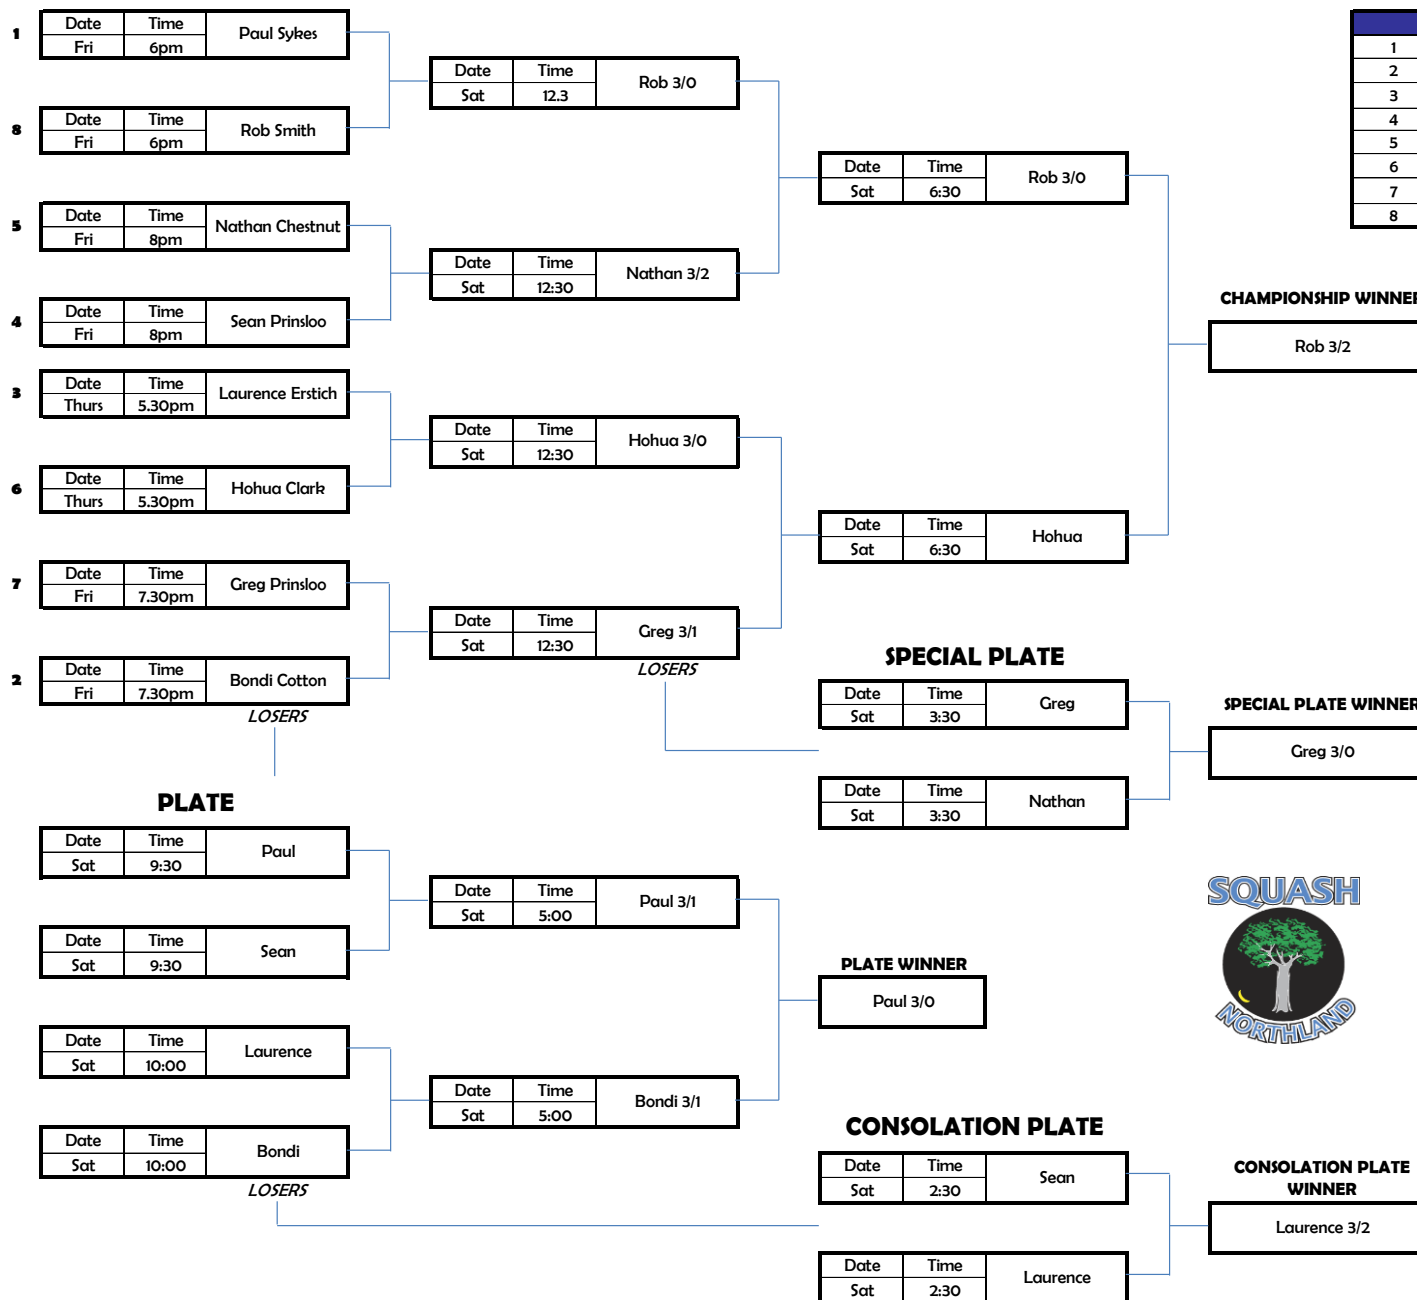 1
Date Time Paul Sykes
Fri 6pm
8
Date Time Rob Smith
Fri 6pm
5
Date Time Nathan Chestnut
Fri 8pm
4
Date Time Sean Prinsloo
Fri 8pm
3
Date Time Laurence Erstich
Thurs 5.30pm
6
Date Time Hohua Clark
Thurs 5.30pm
7
Date Time Greg Prinsloo
Fri 7.30pm
2
Date Time Bondi Cotton
Fri 7.30pm
LOSERS
Date Time Rob 3/0
Sat 12.3
Date Time Nathan 3/2
Sat 12:30
Date Time Hohua 3/0
Sat 12:30
Date Time Greg 3/1
Sat 12:30
LOSERS
Date Time Rob 3/0
Sat 6:30
Date Time Hohua
Sat 6:30
1
2
3
4
5
6
7
8
CHAMPIONSHIP WINNER
Rob 3/2
SPECIAL PLATE
Date Time Greg
Sat 3:30
Date Time Nathan
Sat 3:30
SPECIAL PLATE WINNER
Greg 3/0
PLATE
Date Time Paul
Sat 9:30
Date Time Sean
Sat 9:30
Date Time Laurence
Sat 10:00
Date Time Bondi
Sat 10:00
LOSERS
Date Time Paul 3/1
Sat 5:00
Date Time Bondi 3/1
Sat 5:00
PLATE WINNER
Paul 3/0
SQUASH
NORTHLAND
CONSOLATION PLATE
Date Time Sean
Sat 2:30
Date Time Laurence
Sat 2:30
CONSOLATION PLATE
WINNER
Laurence 3/2